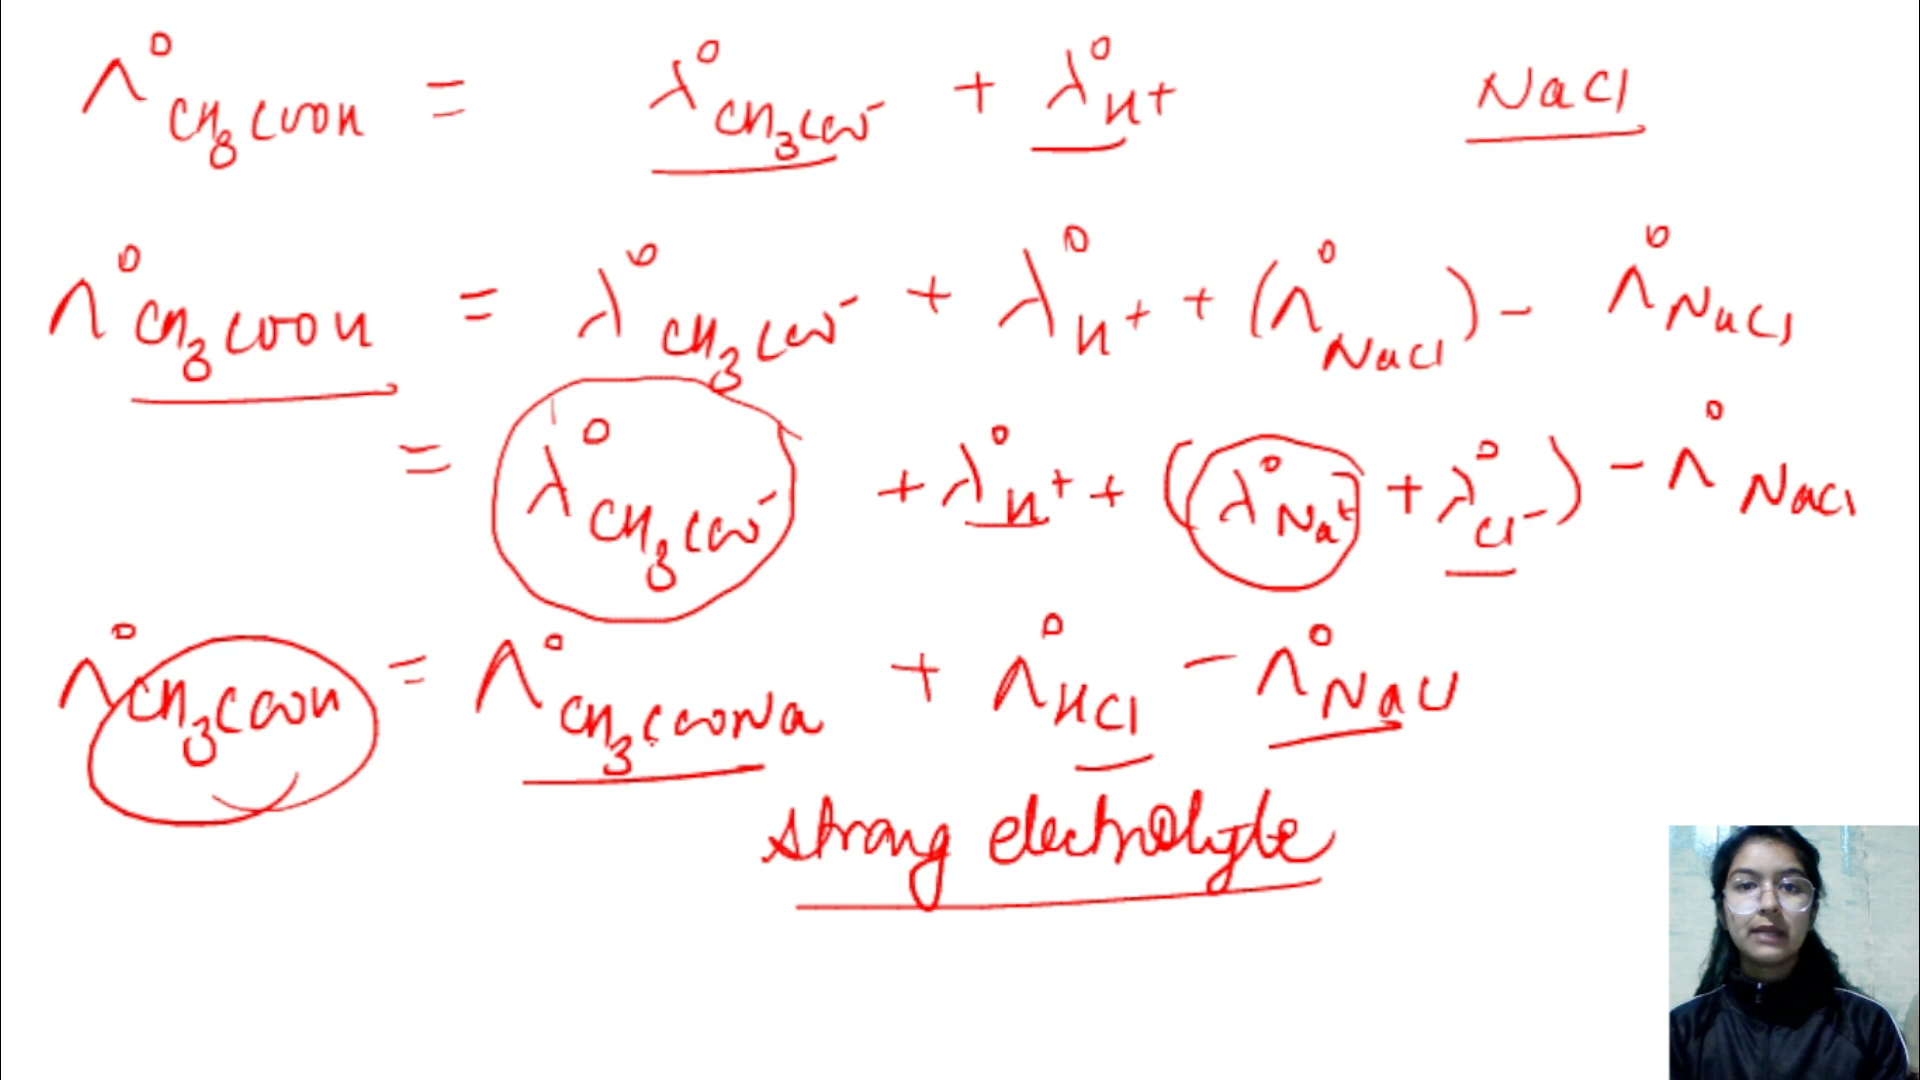 Λ°CH₃COOH = λ°CH₃COO⁻ + λ°H⁺ NaCl
Λ°CH₃COOH = λ°CH₃COO⁻ + λ°H⁺ + (Λ°NaCl) - Λ°NaCl
= λ°CH₃COO⁻ + λ°H⁺ + (λ°Na⁺ + λ°Cl⁻) - Λ°NaCl
Λ°CH₃COOH = Λ°CH₃COONa + Λ°HCl - Λ°NaCl
strong electrolyte